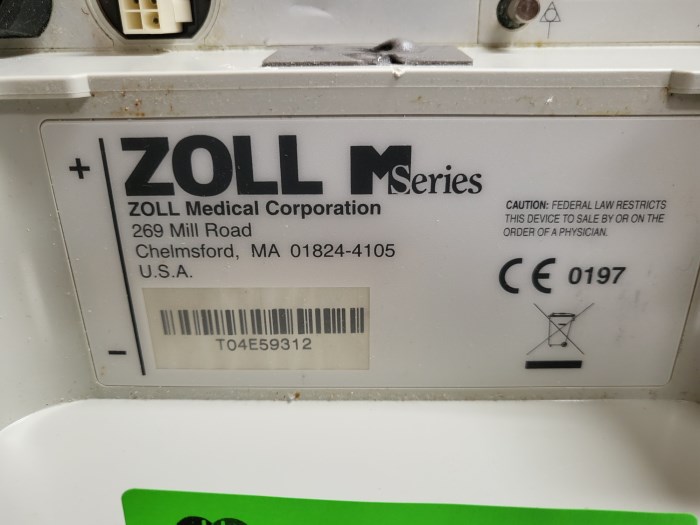 +
ZOLL M Series
ZOLL Medical Corporation
269 Mill Road
Chelmsford, MA 01824-4105
U.S.A.
CAUTION: FEDERAL LAW RESTRICTS
THIS DEVICE TO SALE BY OR ON THE
ORDER OF A PHYSICIAN.
CE 0197
T04E59312
-